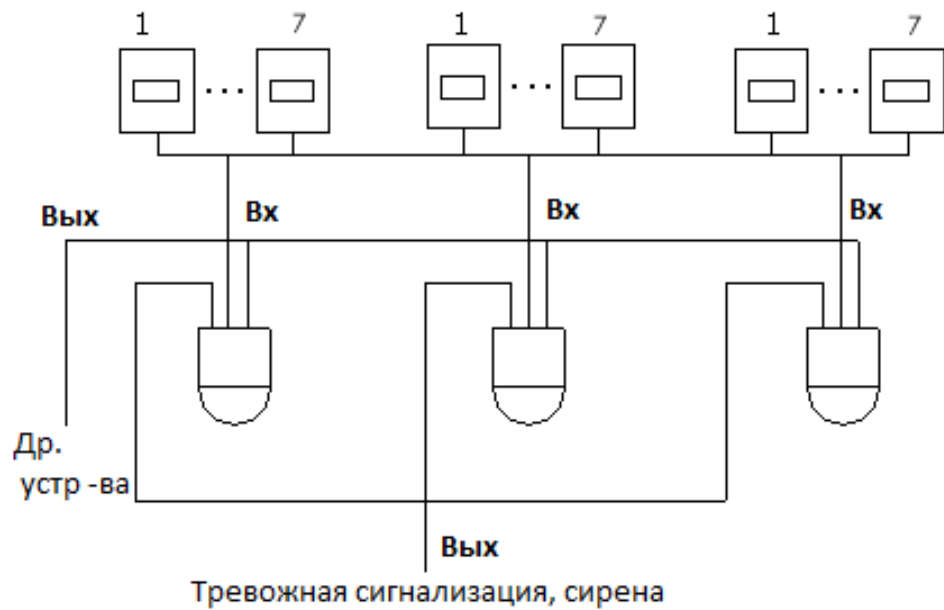 1 7 1 7 1 7
Вых Вх Вх Вх
Др.
устр -ва
Вых
Тревожная сигнализация, сирена